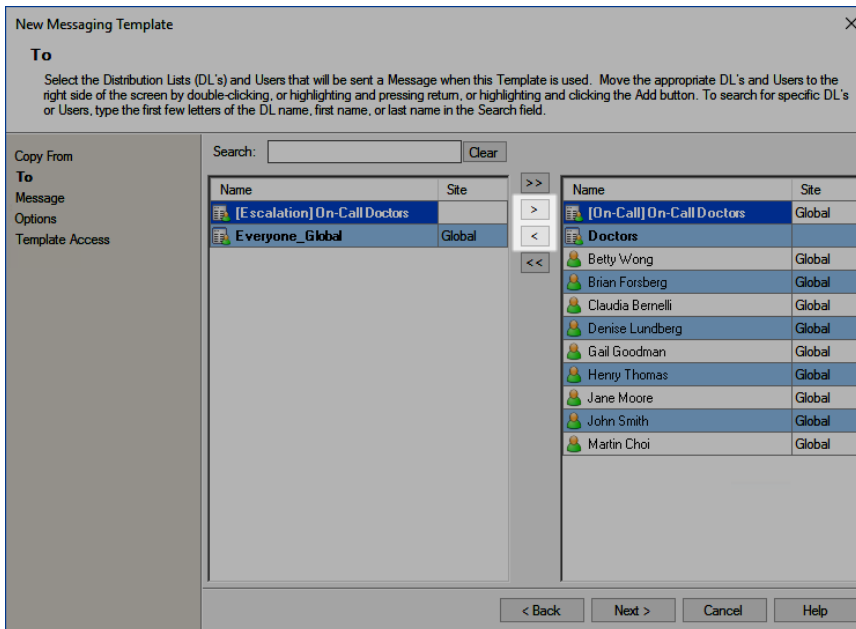 New Messaging Template
To
Select the Distribution Lists (DL's) and Users that will be sent a Message when this Template is used. Move the appropriate DL's and Users to the
right side of the screen by double-clicking, or highlighting and pressing return, or highlighting and clicking the Add button. To search for specific DL's
or Users, type the first few letters of the DL name, first name, or last name in the Search field.
Copy From
To
Message
Options
Template Access
Search:
Clear
Name Site
[Escalation] On-Call Doctors
Everyone_Global Global
>>
>
<
<<
Name Site
[On-Call] On-Call Doctors Global
Doctors
Betty Wong Global
Brian Forsberg Global
Claudia Bernelli Global
Denise Lundberg Global
Gail Goodman Global
Henry Thomas Global
Jane Moore Global
John Smith Global
Martin Choi Global
< Back Next > Cancel Help